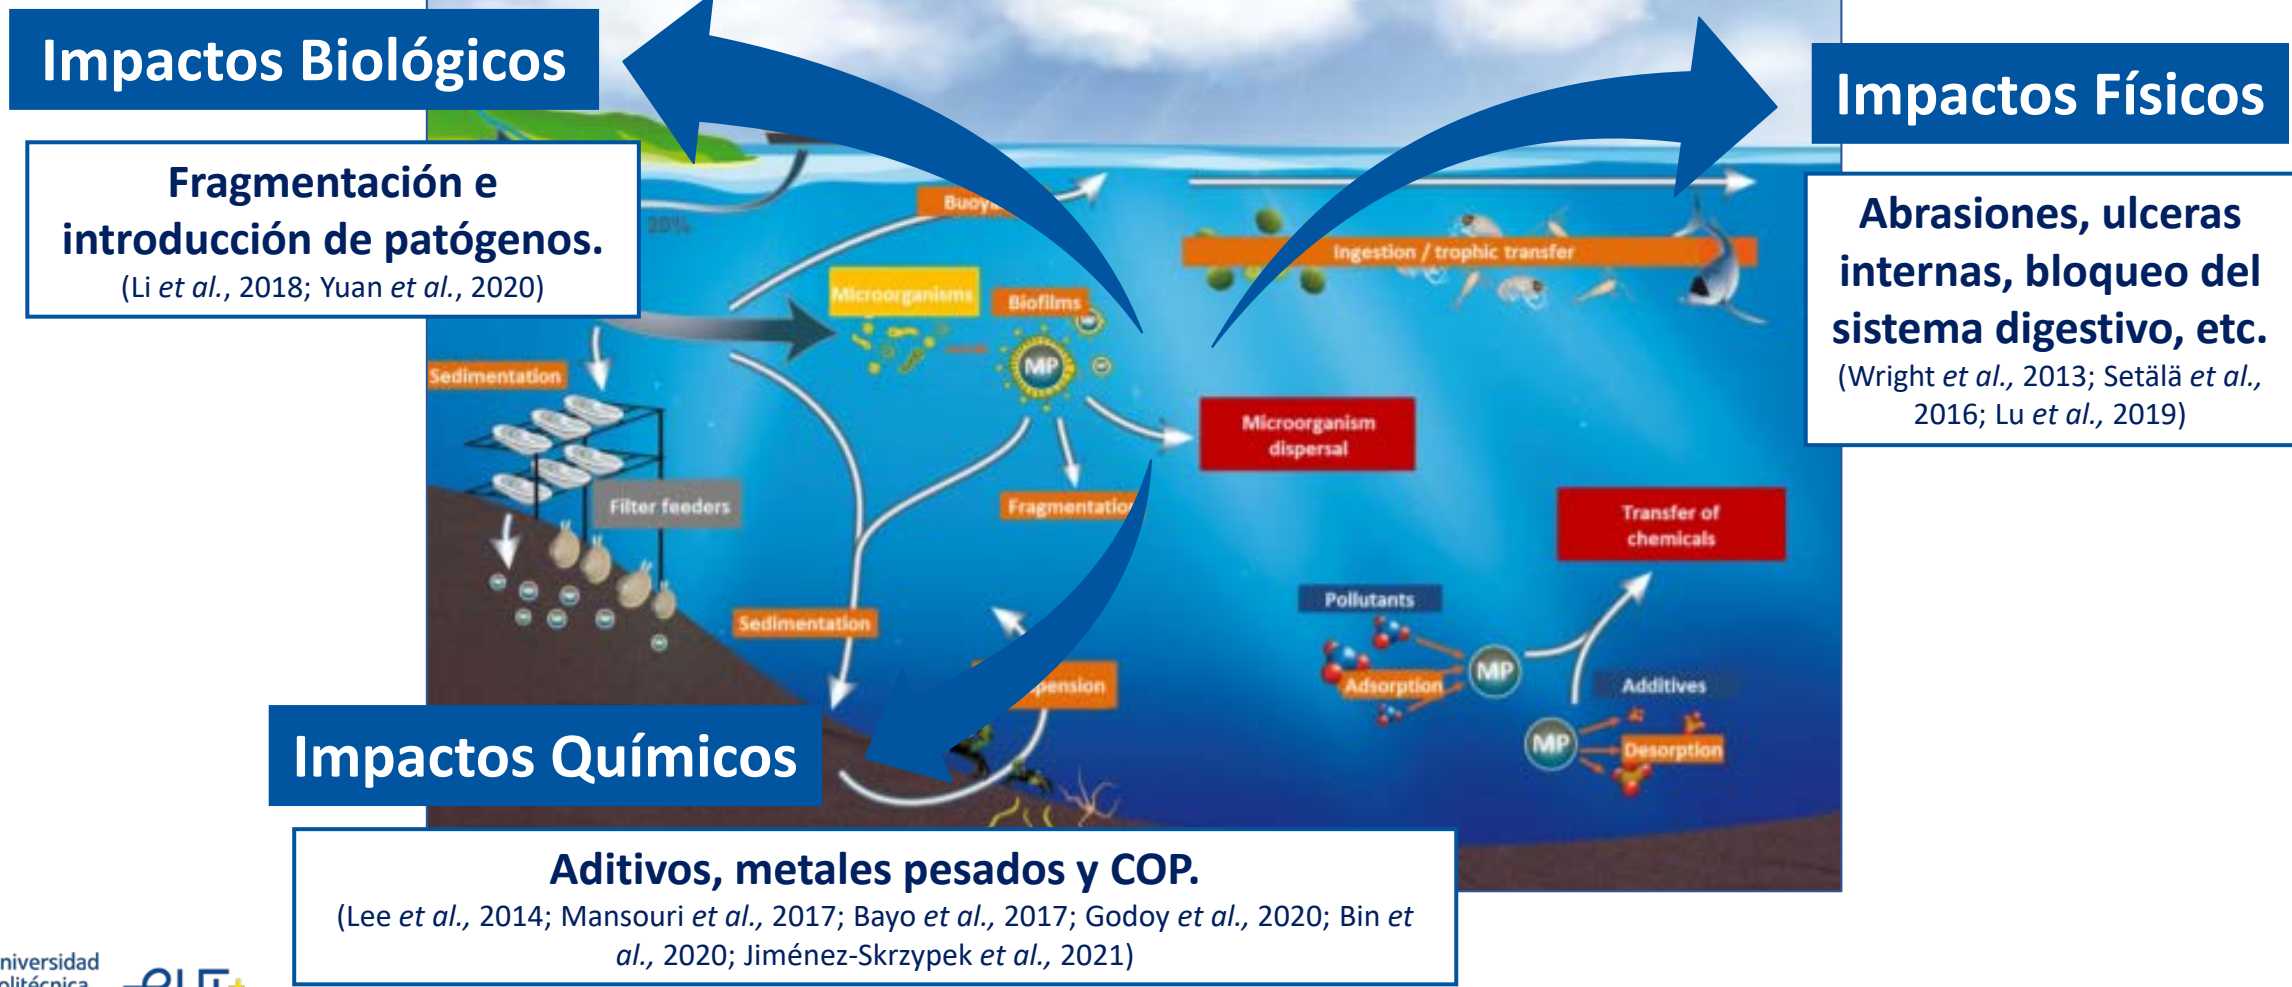 Impactos Biológicos
Fragmentación e
introducción de patógenos.
(Li et al., 2018; Yuan et al., 2020)
Impactos Físicos
Abrasiones, ulceras
internas, bloqueo del
sistema digestivo, etc.
(Wright et al., 2013; Setälä et al.,
2016; Lu et al., 2019)
20%
Ingestion / trophic transfer
Microorganisms
Biofilms
MP
MP
Sedimentation
Microorganism
dispersal
Filter feeders
Fragmentation
Transfer of
chemicals
Sedimentation
Pollutants
Adsorption
MP
Additives
MP
Desorption
Impactos Químicos
Aditivos, metales pesados y COP.
(Lee et al., 2014; Mansouri et al., 2017; Bayo et al., 2017; Godoy et al., 2020; Bin et
al., 2020; Jiménez-Skrzypek et al., 2021)